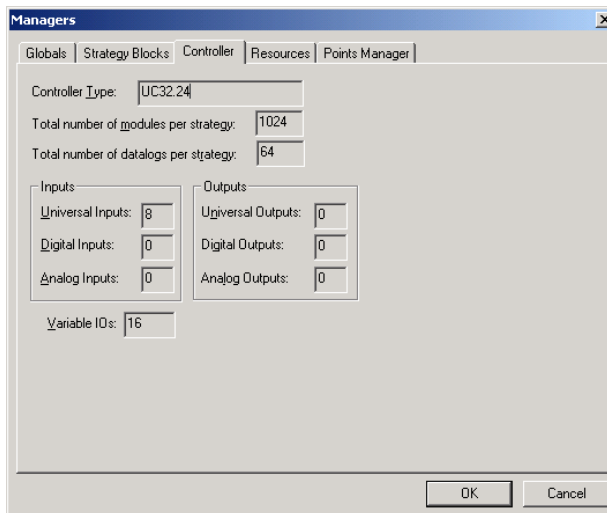 Managers
Globals Strategy Blocks Controller Resources Points Manager
Controller Type: UC32.24
Total number of modules per strategy: 1024
Total number of datalogs per strategy: 64
Inputs Outputs
Universal Inputs: 8 Universal Outputs: 0
Digital Inputs: 0 Digital Outputs: 0
Analog Inputs: 0 Analog Outputs: 0
Variable IOs: 16
OK Cancel